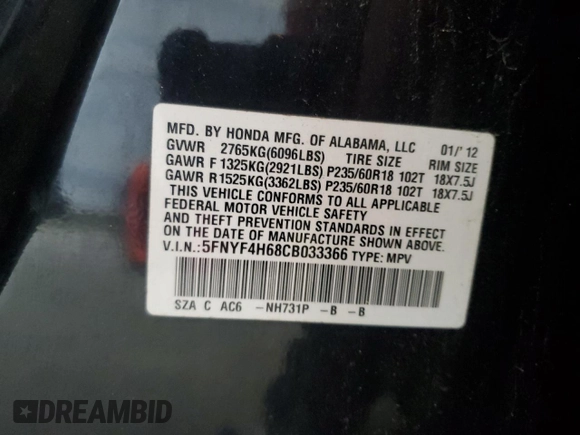 MFD. BY HONDA MFG. OF ALABAMA, LLC 01/'12
GVWR 2765KG(6096LBS) TIRE SIZE RIM SIZE
GAWR F 1325KG(2921LBS) P235/60R18 102T 18X7.5J
GAWR R 1525KG(3362LBS) P235/60R18 102T 18X7.5J
THIS VEHICLE CONFORMS TO ALL APPLICABLE
FEDERAL MOTOR VEHICLE SAFETY
AND THEFT PREVENTION STANDARDS IN EFFECT
ON THE DATE OF MANUFACTURE SHOWN ABOVE.
V.I.N.:5FNYF4H68CB033366 TYPE: MPV
SZA C AC6 -NH731P -B -B
DREAMBID